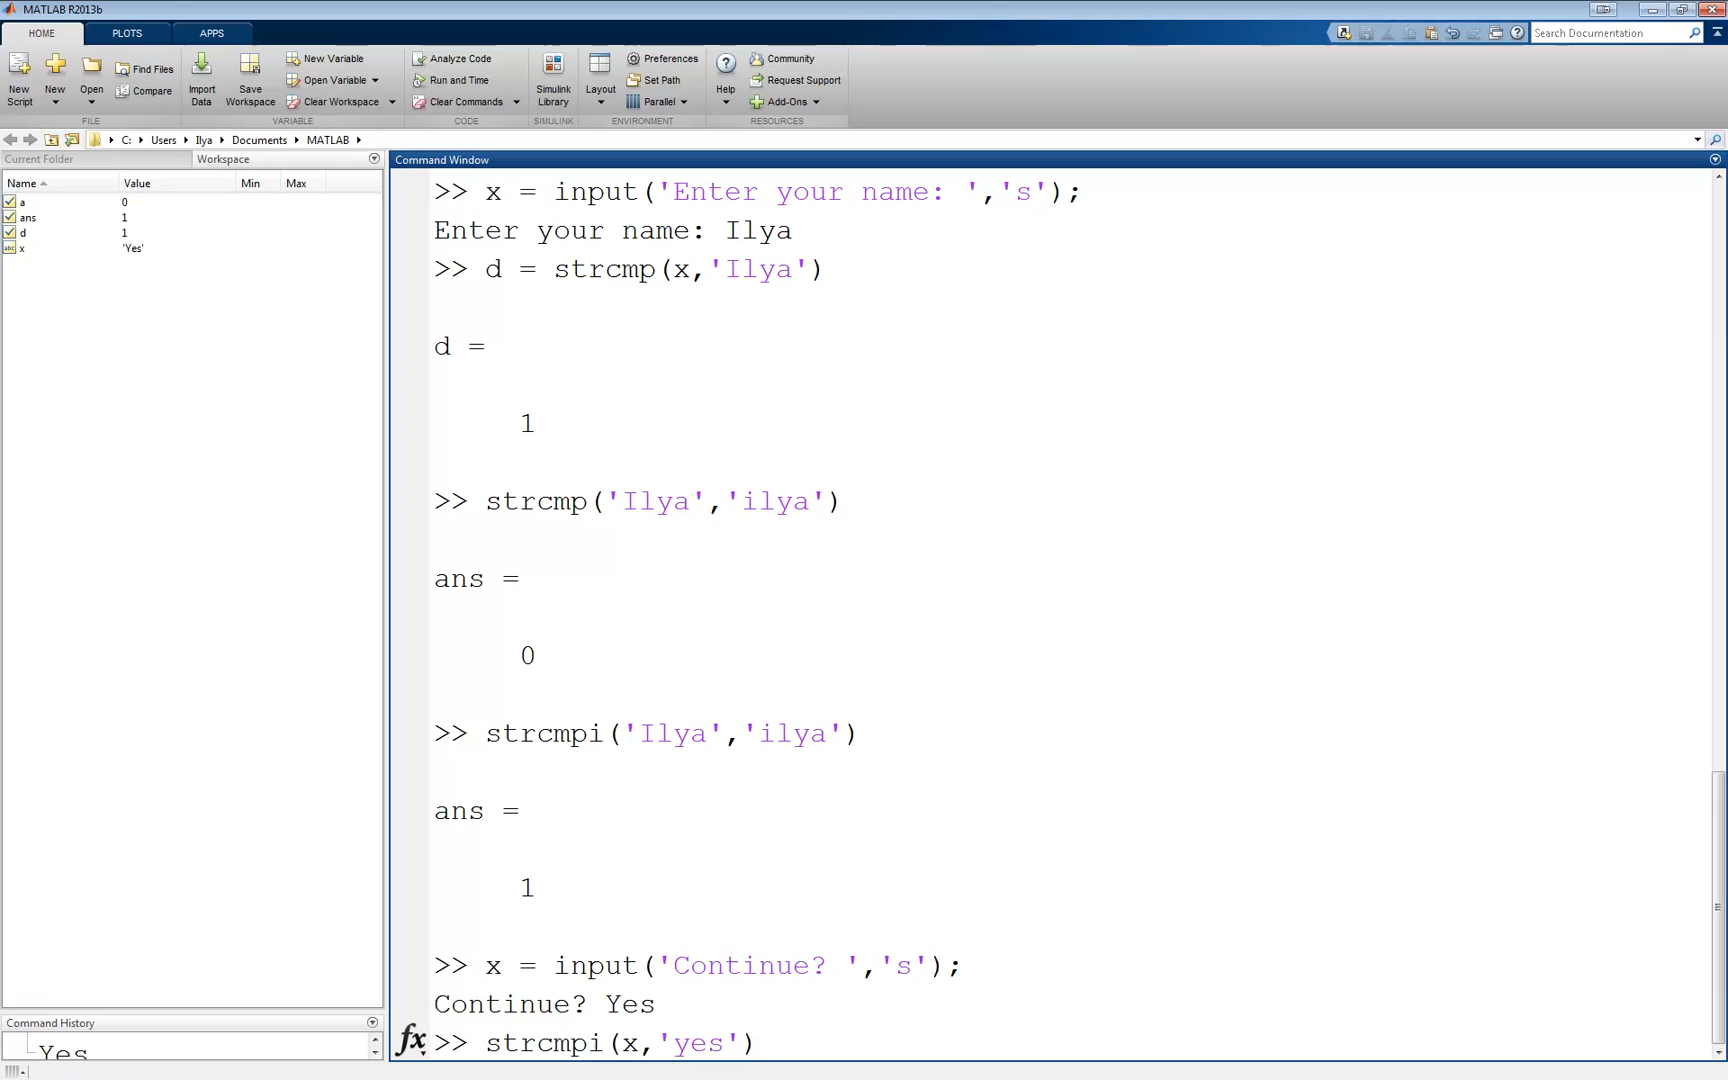 MATLAB R2013b
HOME PLOTS APPS
Search Documentation
New Script
New
Open
Find Files
Compare
Import Data
Save Workspace
New Variable
Open Variable
Clear Workspace
Analyze Code
Run and Time
Clear Commands
Simulink Library
Layout
Preferences
Set Path
Parallel
Help
Community
Request Support
Add-Ons
FILE VARIABLE CODE SIMULINK ENVIRONMENT RESOURCES
C: Users Ilya Documents MATLAB
Current Folder Workspace
Name Value Min Max
a 0
ans 1
d 1
abc x 'Yes'
Command History
Yes
Command Window
>> x = input('Enter your name: ','s');
Enter your name: Ilya
>> d = strcmp(x,'Ilya')
d =
1
>> strcmp('Ilya','ilya')
ans =
0
>> strcmpi('Ilya','ilya')
ans =
1
>> x = input('Continue? ','s');
Continue? Yes
fx >> strcmpi(x,'yes')